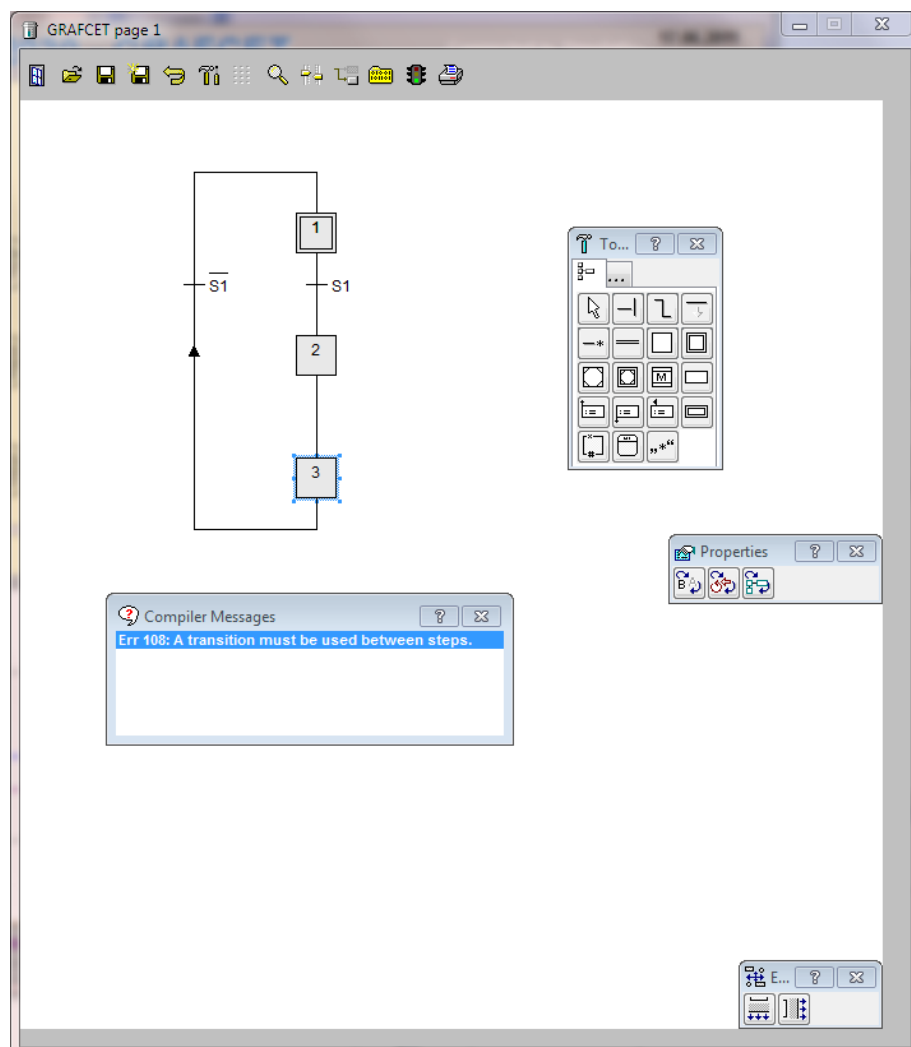 GRAFCET page 1
1
S1
S1
2
3
To...
...
M
:=
:=
:=
#
„*“
Properties
B A
Compiler Messages
Err 108: A transition must be used between steps.
E...